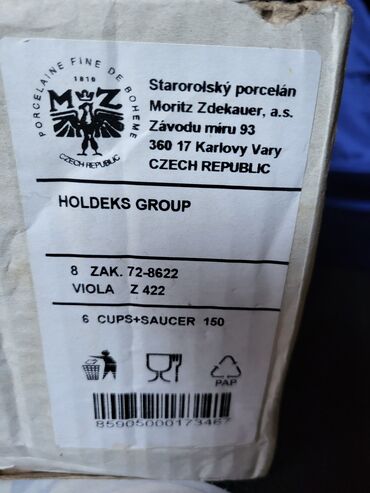 PORCELAINE FINE DE BOHEME
1810
M Z
CZECH REPUBLIC
Starorolský porcelán
Moritz Zdekauer, a.s.
Závodu míru 93
360 17 Karlovy Vary
CZECH REPUBLIC
HOLDEKS GROUP
8 ZAK. 72-8622
VIOLA Z 422
6 CUPS+SAUCER 150
PAP
8590500017346